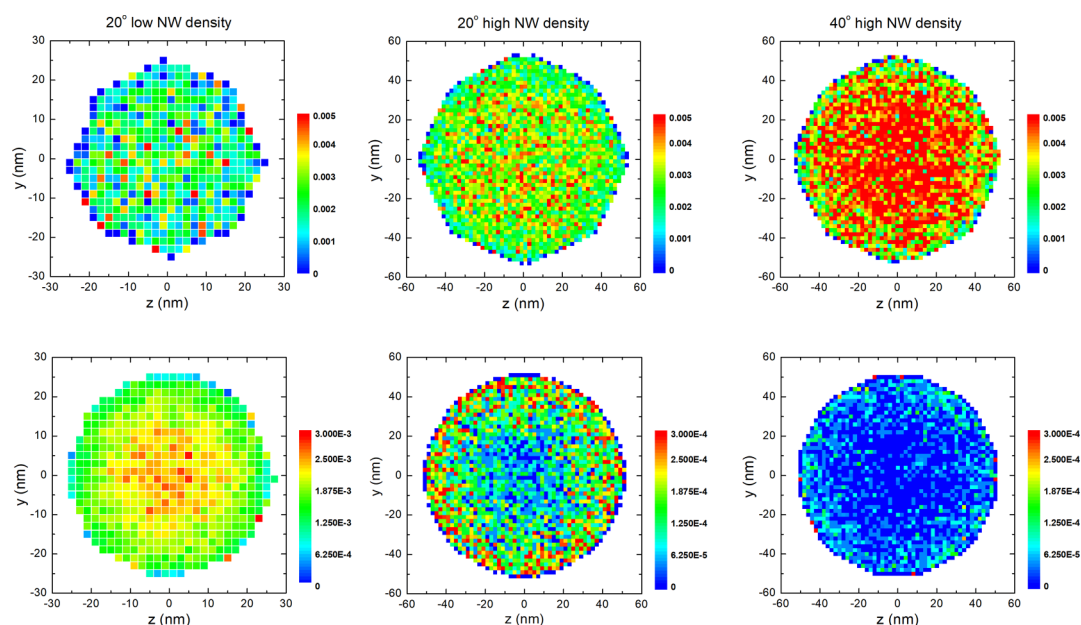 20° low NW density
20° high NW density
40° high NW density
30
20
10
0
-10
-20
-30
y (nm)
-30 -20 -10 0 10 20 30
z (nm)
0.005
0.004
0.003
0.002
0.001
0
60
40
20
0
-20
-40
-60
y (nm)
-60 -40 -20 0 20 40 60
z (nm)
0.005
0.004
0.003
0.002
0.001
0
60
40
20
0
-20
-40
-60
y (nm)
-60 -40 -20 0 20 40 60
z (nm)
0.005
0.004
0.003
0.002
0.001
0
30
20
10
0
-10
-20
-30
y (nm)
-30 -20 -10 0 10 20 30
z (nm)
3.000E-3
2.500E-3
1.875E-3
1.250E-3
6.250E-4
0
60
40
20
0
-20
-40
-60
y (nm)
-60 -40 -20 0 20 40 60
z (nm)
3.000E-4
2.500E-4
1.875E-4
1.250E-4
6.250E-5
0
60
40
20
0
-20
-40
-60
y (nm)
-60 -40 -20 0 20 40 60
z (nm)
3.000E-4
2.500E-4
1.875E-4
1.250E-4
6.250E-5
0